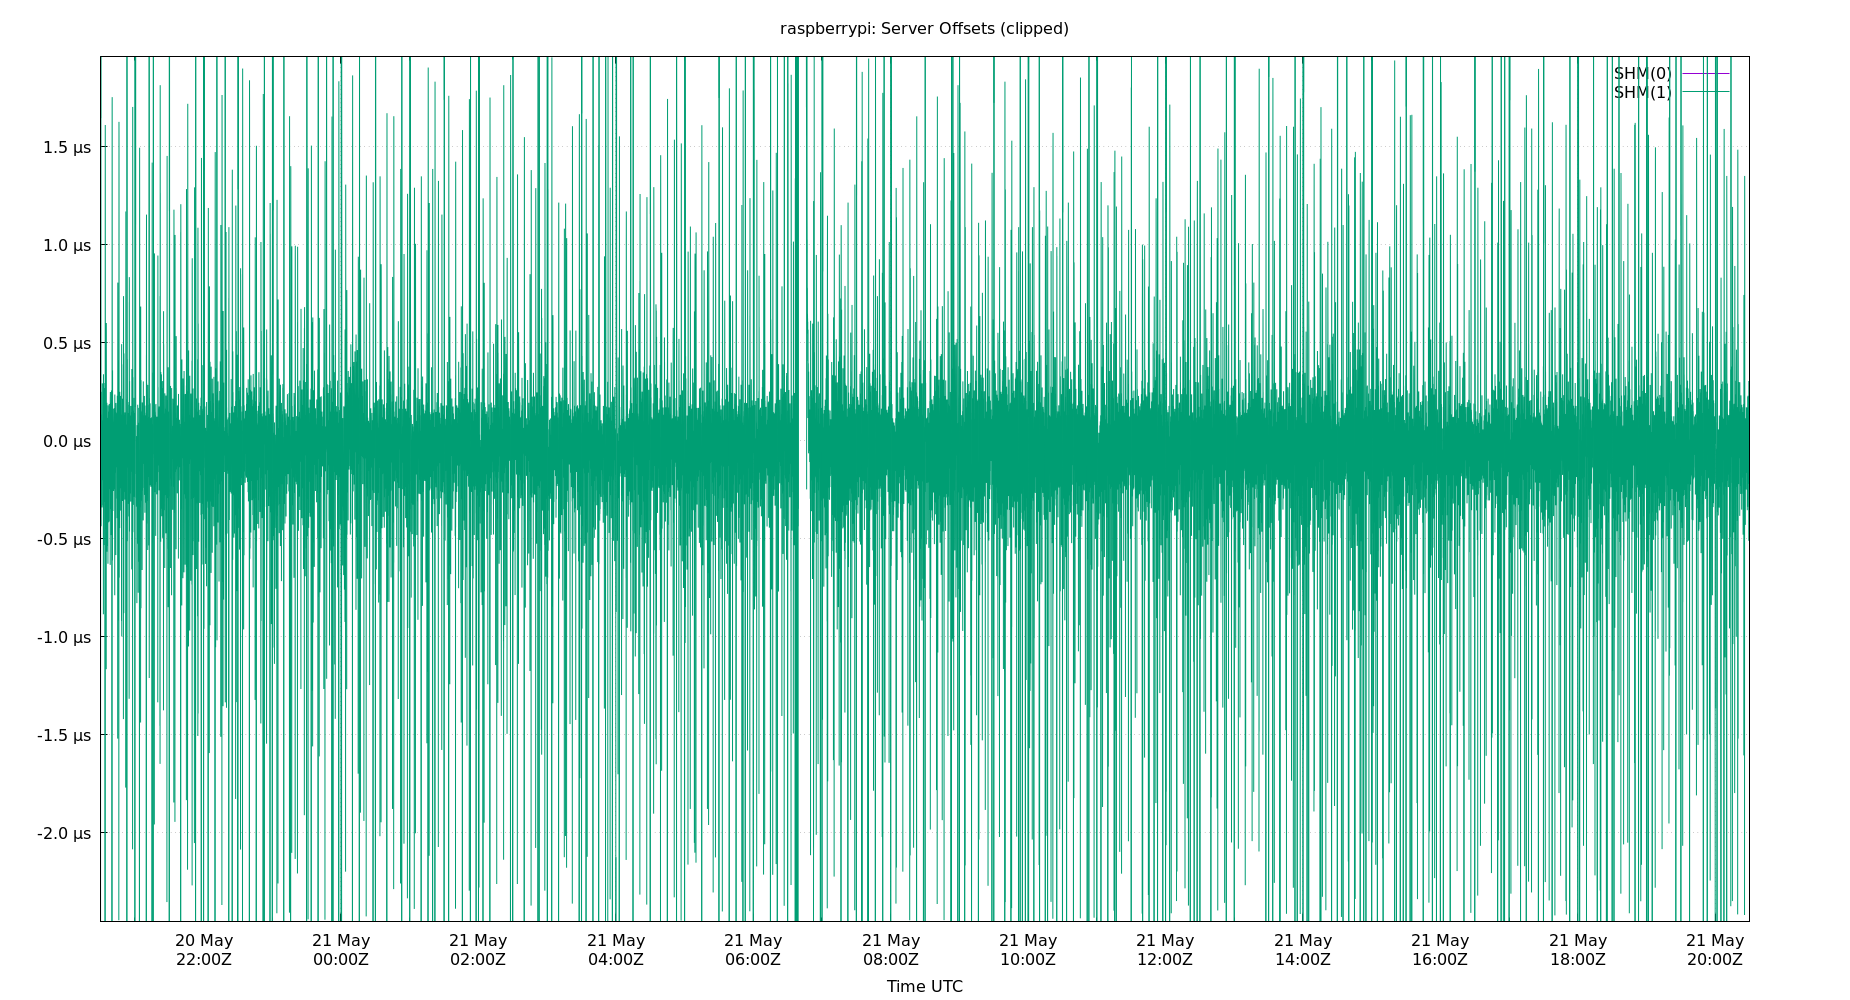 raspberrypi: Server Offsets (clipped)
SHM(0)
SHM(1)
1.5 µs
1.0 µs
0.5 µs
0.0 µs
-0.5 µs
-1.0 µs
-1.5 µs
-2.0 µs
20 May 21 May 21 May 21 May 21 May 21 May 21 May 21 May 21 May 21 May 21 May 21 May
22:00Z 00:00Z 02:00Z 04:00Z 06:00Z 08:00Z 10:00Z 12:00Z 14:00Z 16:00Z 18:00Z 20:00Z
Time UTC